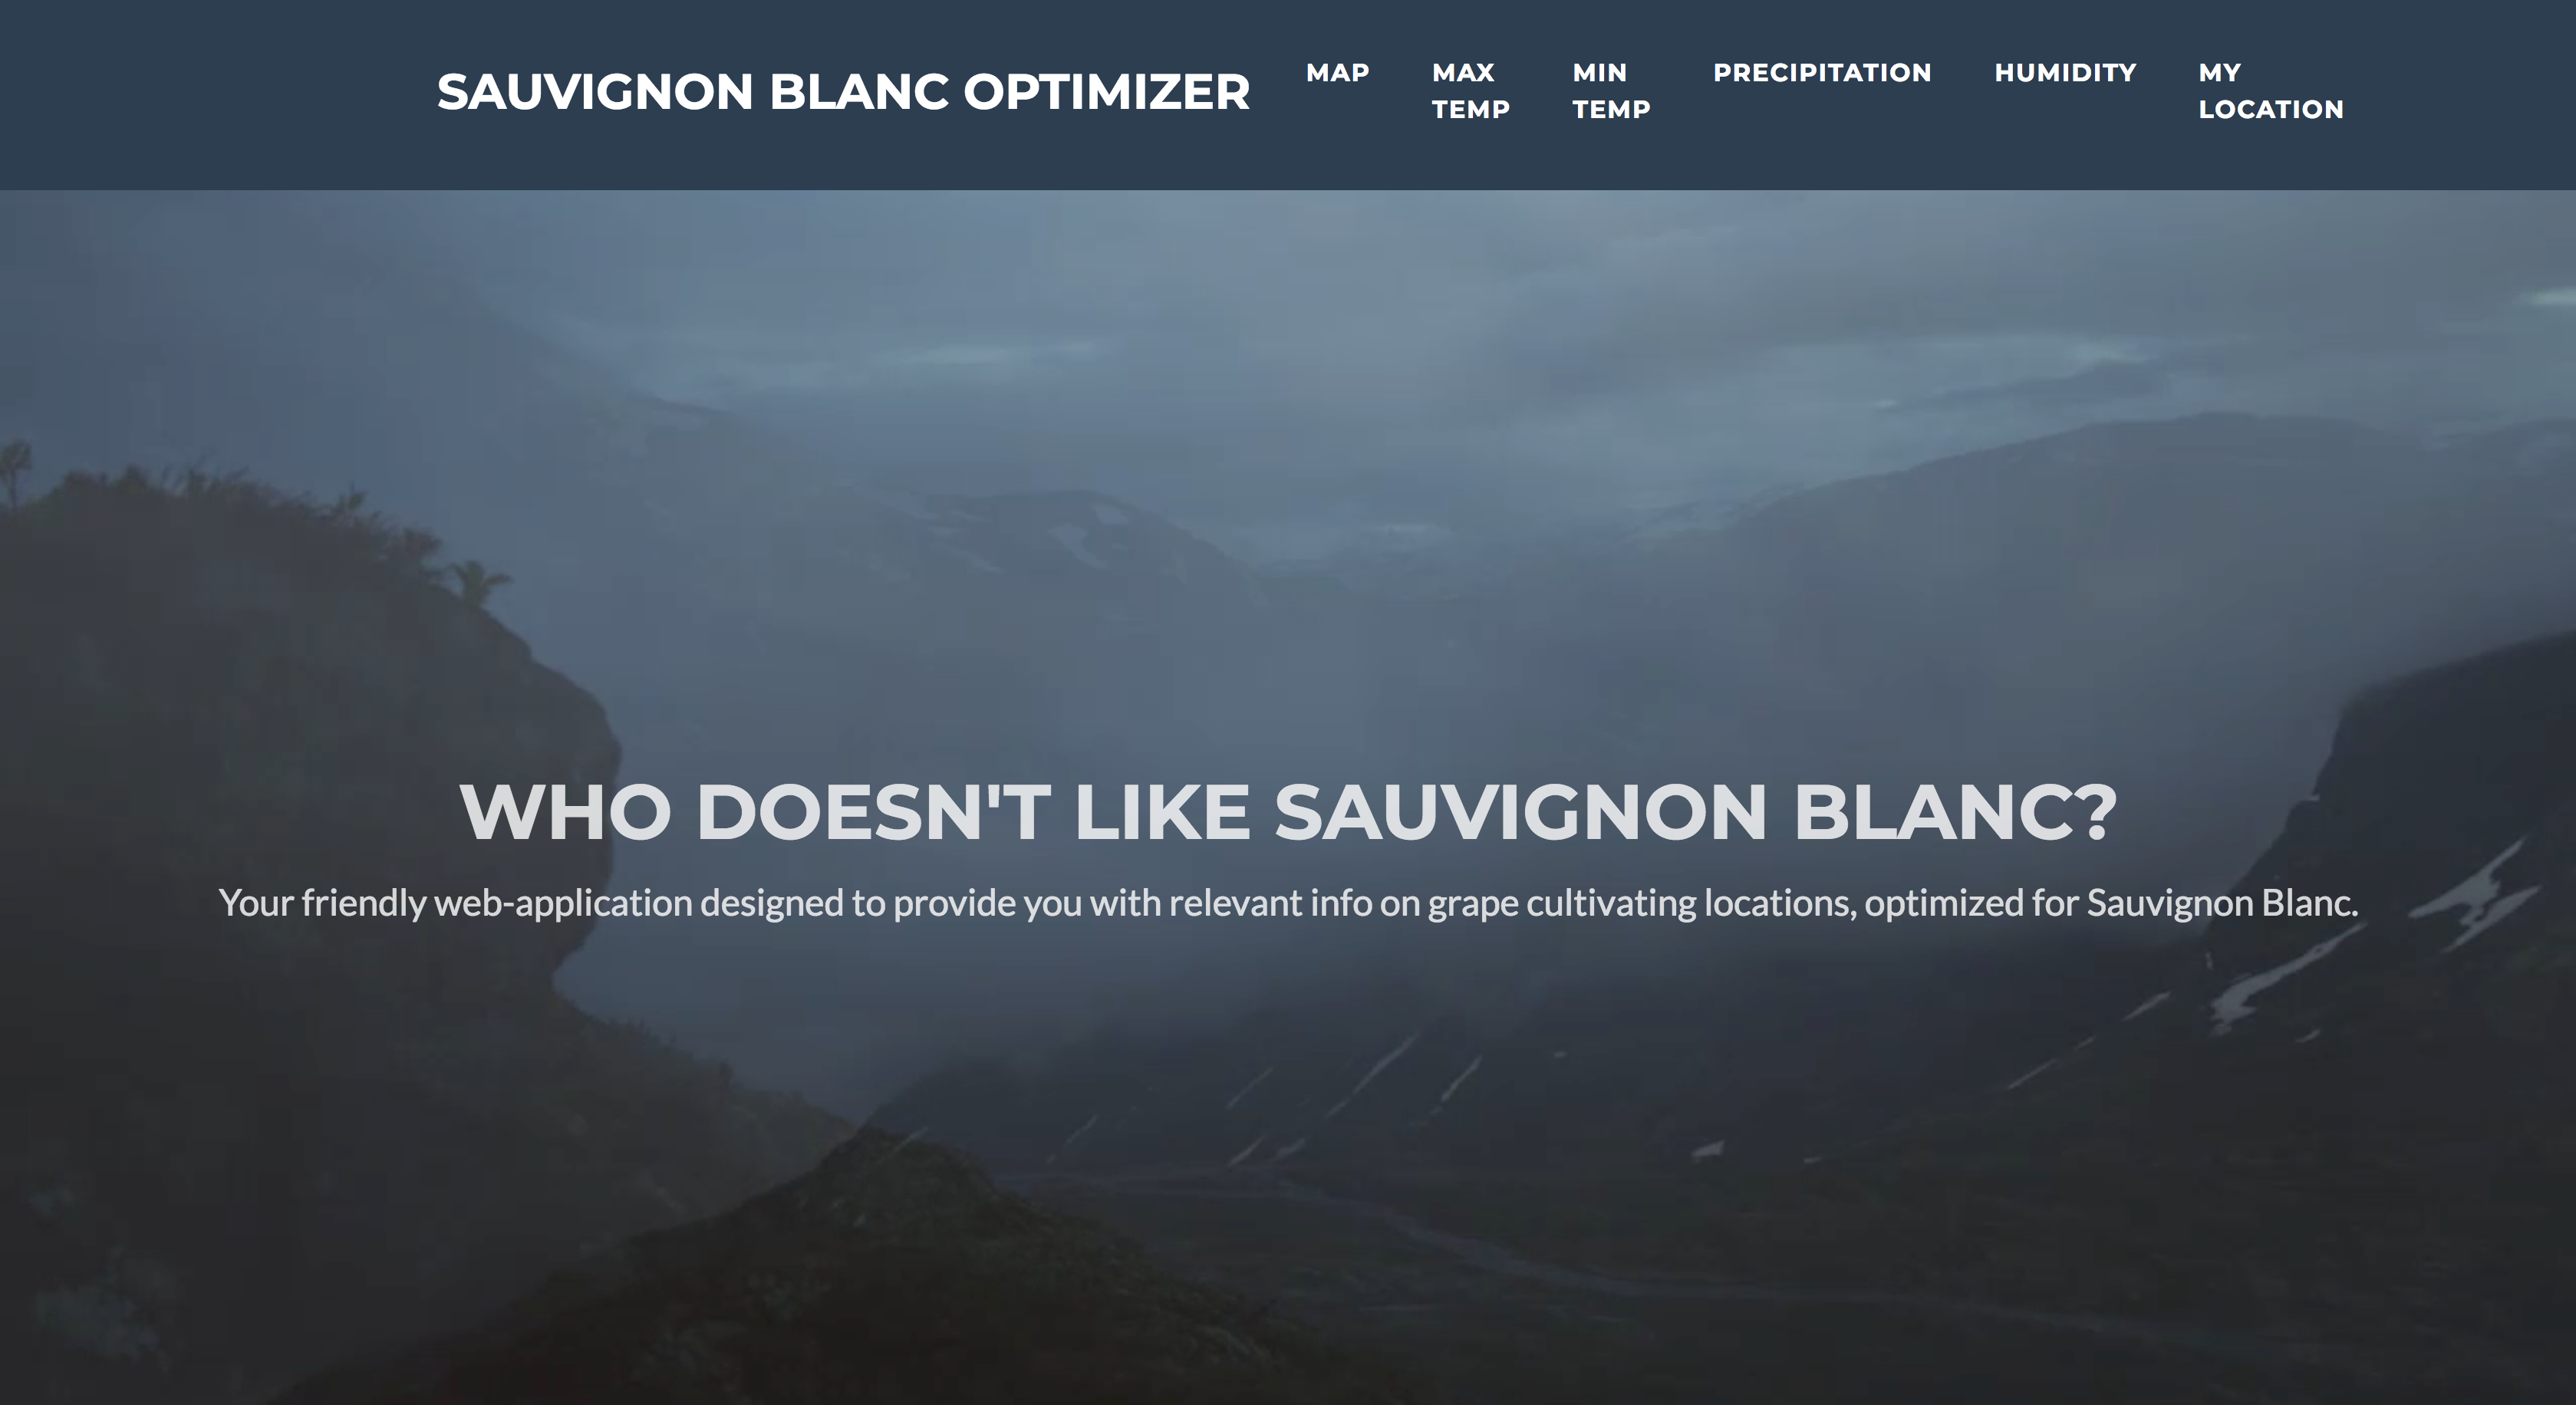 SAUVIGNON BLANC OPTIMIZER
MAP
MAX
TEMP
MIN
TEMP
PRECIPITATION
HUMIDITY
MY
LOCATION
WHO DOESN'T LIKE SAUVIGNON BLANC?
Your friendly web-application designed to provide you with relevant info on grape cultivating locations, optimized for Sauvignon Blanc.